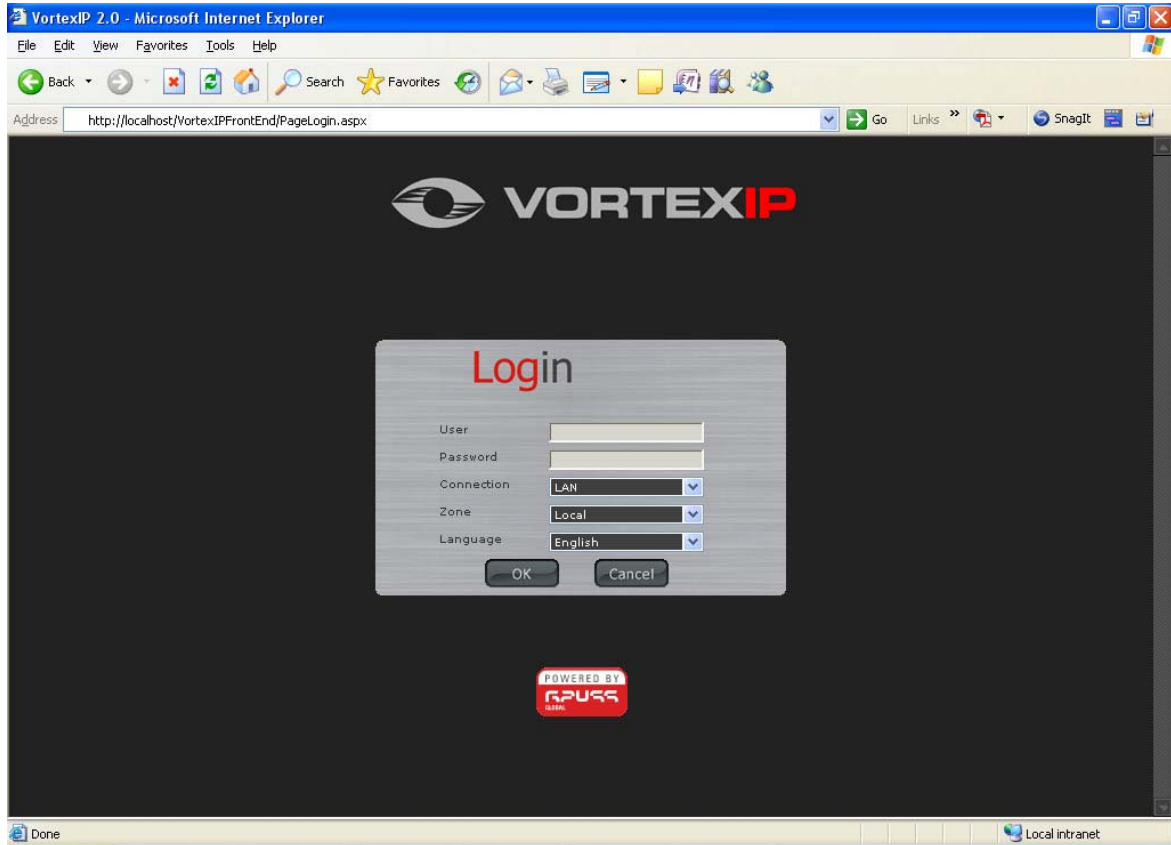 VortexIP 2.0 - Microsoft Internet Explorer
File Edit View Favorites Tools Help
Back Search Favorites
Address http://localhost/VortexIPFrontEnd/PageLogin.aspx Go Links » SnagIt
VORTEXIP
Login
User
Password
Connection LAN
Zone Local
Language English
OK Cancel
POWERED BY
GLOBAL
Done Local intranet